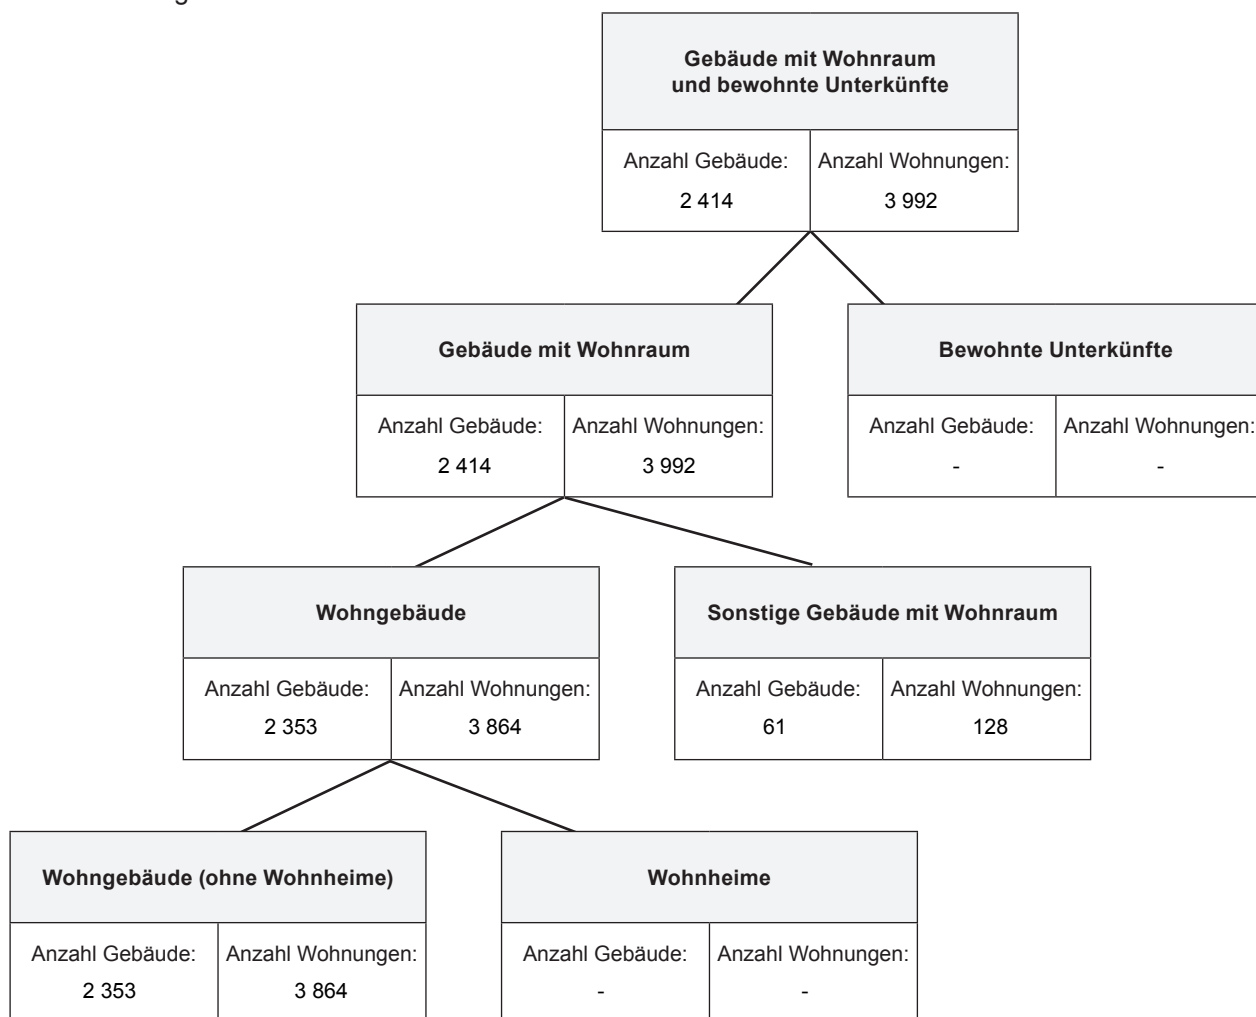 Gebäude mit Wohnraum
und bewohnte Unterkünfte
Anzahl Gebäude: Anzahl Wohnungen:
2 414 3 992
Gebäude mit Wohnraum
Anzahl Gebäude: Anzahl Wohnungen:
2 414 3 992
Bewohnte Unterkünfte
Anzahl Gebäude: Anzahl Wohnungen:
- -
Wohngebäude
Anzahl Gebäude: Anzahl Wohnungen:
2 353 3 864
Sonstige Gebäude mit Wohnraum
Anzahl Gebäude: Anzahl Wohnungen:
61 128
Wohngebäude (ohne Wohnheime)
Anzahl Gebäude: Anzahl Wohnungen:
2 353 3 864
Wohnheime
Anzahl Gebäude: Anzahl Wohnungen:
- -